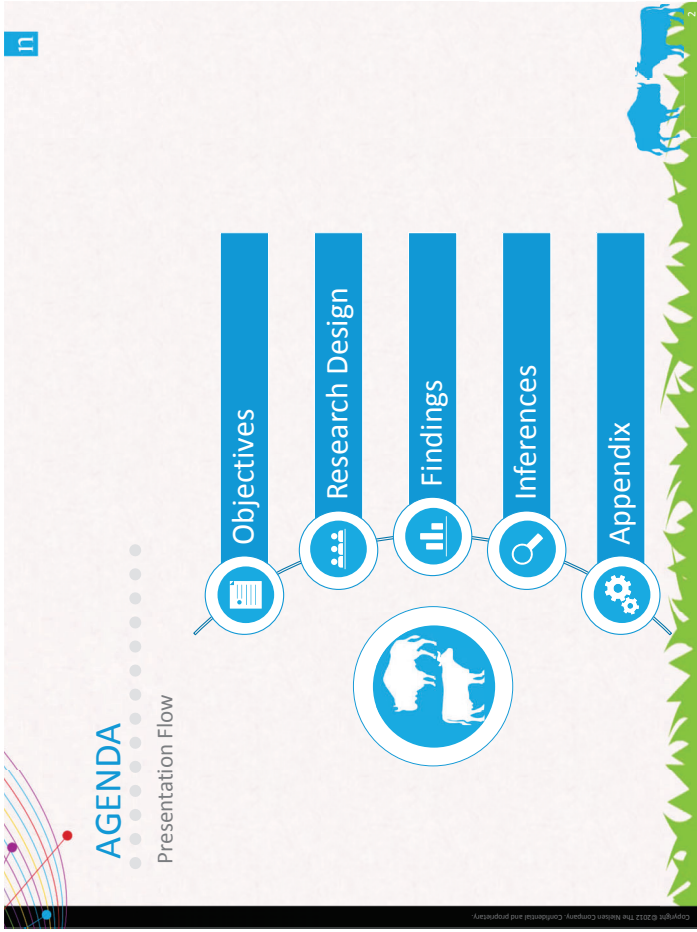 n
AGENDA
Presentation Flow
Objectives
Research Design
Findings
Inferences
Appendix
Copyright © 2012 The Nielsen Company. Confidential and proprietary.
2